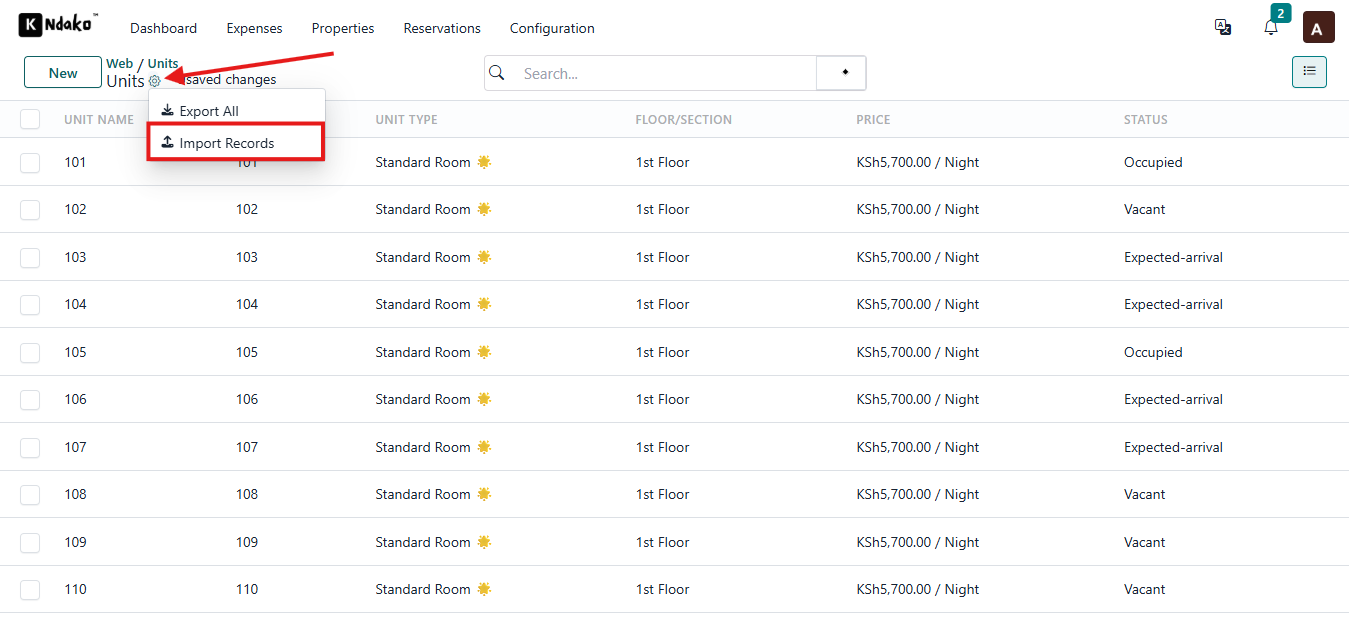 K Ndako™ Dashboard Expenses Properties Reservations Configuration 2 A
New Web / Units
Units saved changes Search...
Export All
Import Records
UNIT NAME UNIT TYPE FLOOR/SECTION PRICE STATUS
101 101 Standard Room 1st Floor KSh5,700.00 / Night Occupied
102 102 Standard Room 1st Floor KSh5,700.00 / Night Vacant
103 103 Standard Room 1st Floor KSh5,700.00 / Night Expected-arrival
104 104 Standard Room 1st Floor KSh5,700.00 / Night Expected-arrival
105 105 Standard Room 1st Floor KSh5,700.00 / Night Occupied
106 106 Standard Room 1st Floor KSh5,700.00 / Night Expected-arrival
107 107 Standard Room 1st Floor KSh5,700.00 / Night Expected-arrival
108 108 Standard Room 1st Floor KSh5,700.00 / Night Vacant
109 109 Standard Room 1st Floor KSh5,700.00 / Night Vacant
110 110 Standard Room 1st Floor KSh5,700.00 / Night Vacant